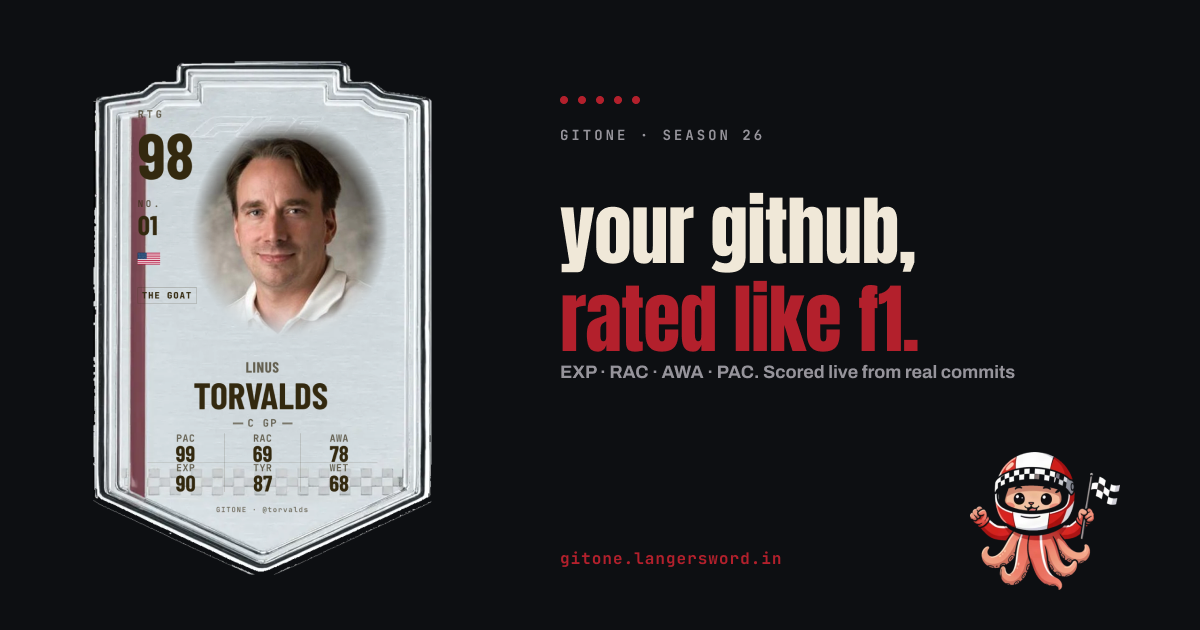 RTG
98
NO.
01
THE GOAT
LINUS
TORVALDS
C GP
PAC RAC AWA
99 69 78
EXP TYR WET
90 87 68
GITONE · @torvalds
GITONE · SEASON 26
your github,
rated like f1.
EXP · RAC · AWA · PAC. Scored live from real commits
gitone.langersword.in